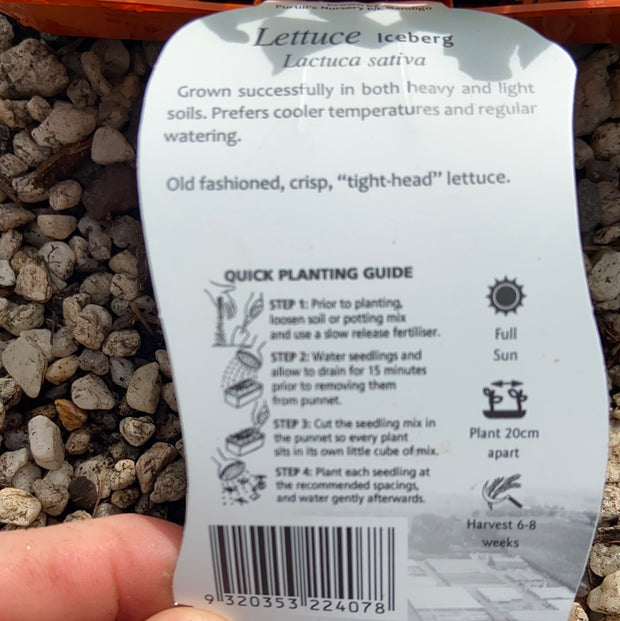 Grown by
Purtill's Nursery P/L Bendigo
Lettuce Iceberg
Lactuca sativa
Grown successfully in both heavy and light
soils. Prefers cooler temperatures and regular
watering.
Old fashioned, crisp, “tight-head” lettuce.
QUICK PLANTING GUIDE
STEP 1: Prior to planting,
loosen soil or potting mix
and use a slow release fertiliser.
STEP 2: Water seedlings and
allow to drain for 15 minutes
prior to removing them
from punnet.
STEP 3: Cut the seedling mix in
the punnet so every plant
sits in its own little cube of mix.
STEP 4: Plant each seedling at
the recommended spacings,
and water gently afterwards.
Full
Sun
Plant 20cm
apart
Harvest 6-8
weeks
9 320353 224078